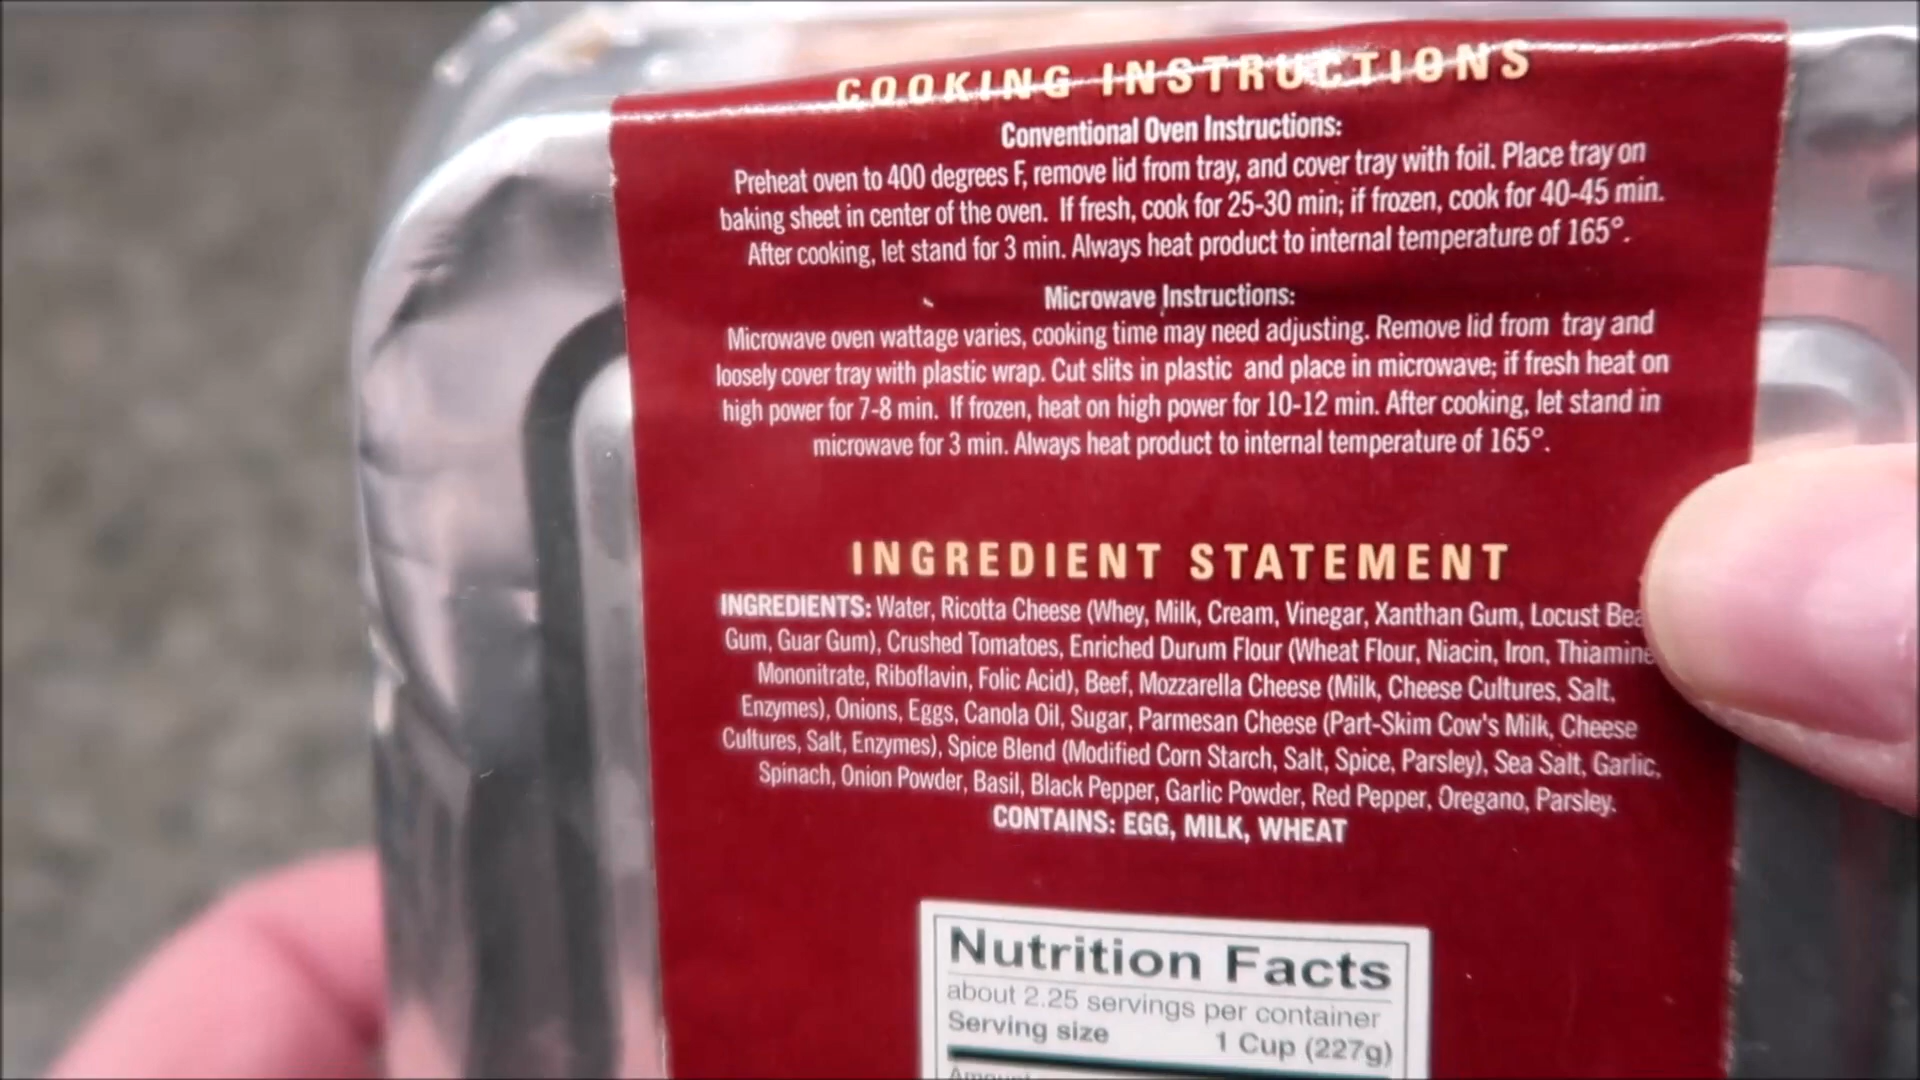 COOKING INSTRUCTIONS
Conventional Oven Instructions:
Preheat oven to 400 degrees F, remove lid from tray, and cover tray with foil. Place tray on
baking sheet in center of the oven. If fresh, cook for 25-30 min; if frozen, cook for 40-45 min.
After cooking, let stand for 3 min. Always heat product to internal temperature of 165°.
Microwave Instructions:
Microwave oven wattage varies, cooking time may need adjusting. Remove lid from tray and
loosely cover tray with plastic wrap. Cut slits in plastic and place in microwave; if fresh heat on
high power for 7-8 min. If frozen, heat on high power for 10-12 min. After cooking, let stand in
microwave for 3 min. Always heat product to internal temperature of 165°.
INGREDIENT STATEMENT
INGREDIENTS: Water, Ricotta Cheese (Whey, Milk, Cream, Vinegar, Xanthan Gum, Locust
Gum, Guar Gum), Crushed Tomatoes, Enriched Durum Flour (Wheat Flour, Niacin, Iron, Thiamine
Mononitrate, Riboflavin, Folic Acid), Beef, Mozzarella Cheese (Milk, Cheese Cultures, Salt,
Enzymes), Onions, Eggs, Canola Oil, Sugar, Parmesan Cheese (Part-Skim Cow's Milk, Cheese
Cultures, Salt, Enzymes), Spice Blend (Modified Corn Starch, Salt, Spice, Parsley), Sea Salt, Garlic,
Spinach, Onion Powder, Basil, Black Pepper, Garlic Powder, Red Pepper, Oregano, Parsley.
CONTAINS: EGG, MILK, WHEAT
Nutrition Facts
about 2.25 servings per container
Serving size 1 Cup (227g)